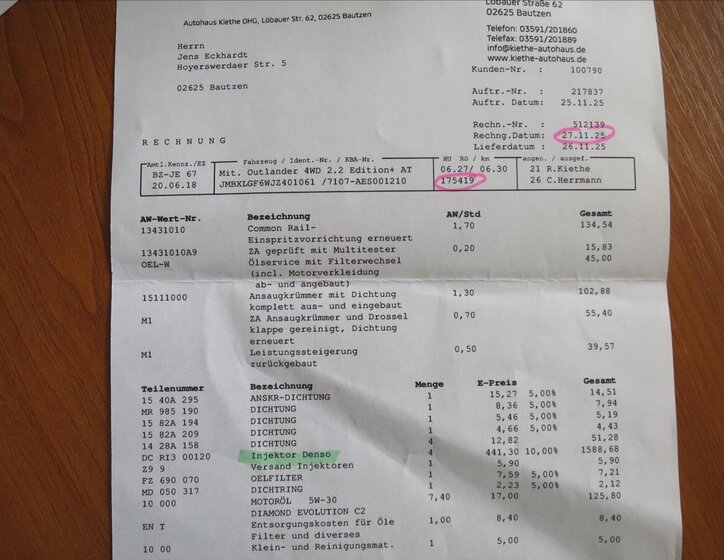 Autohaus Kiethe OHG, Löbauer Str. 62, 02625 Bautzen
Löbauer Straße 62
02625 Bautzen
Telefon: 03591/201860
Telefax: 03591/201889
info@kiethe-autohaus.de
www.kiethe-autohaus.de
Herrn
Jens Eckhardt
Hoyerswerdaer Str. 5
02625 Bautzen
Kunden-Nr. : 100790
Auftr.-Nr. : 217837
Auftr. Datum: 25.11.25
Rechn.-Nr. : 512139
Rechng.Datum: 27.11.25
Lieferdatum : 26.11.25
RECHNUNG
Amtl.Kennz./EZ Fahrzeug / Ident.-Nr. / KBA-Nr. HU RG / km angen. / ausgef.
BZ-JE 67 Mit. Outlander 4WD 2.2 Edition+ AT 06.27/ 06.30 21 R.Kiethe
20.06.18 JMBXLGF6WJZ401061 /7107-AES001210 175419 26 C.Herrmann
AW-Wert-Nr. Bezeichnung AW/Std Gesamt
13431010 Common Rail- 1,70 134,54
Einspritzvorrichtung erneuert
13431010A9 ZA geprüft mit Multitester 0,20 15,83
OEL-W Ölservice mit Filterwechsel 45,00
(incl. Motorverkleidung
ab- und angebaut)
15111000 Ansaugkrümmer mit Dichtung 1,30 102,88
komplett aus- und eingebaut
M1 ZA Ansaugkrümmer und Drossel 0,70 55,40
klappe gereinigt, Dichtung
erneuert
M1 Leistungssteigerung 0,50 39,57
zurückgebaut
Teilenummer Bezeichnung Menge E-Preis Gesamt
15 40A 295 ANSKR-DICHTUNG 1 15,27 5,00% 14,51
MR 985 190 DICHTUNG 1 8,36 5,00% 7,94
15 82A 194 DICHTUNG 1 5,46 5,00% 5,19
15 82A 209 DICHTUNG 1 4,66 5,00% 4,43
14 28A 158 DICHTUNG 4 12,82 51,28
DC RI3 00120 Injektor Denso 4 441,30 10,00% 1588,68
Z9 9 Versand Injektoren 1 5,90 5,90
FZ 690 070 OELFILTER 1 7,59 5,00% 7,21
MD 050 317 DICHTRING 1 2,23 5,00% 2,12
10 000 MOTORÖL 5W-30 7,40 17,00 125,80
DIAMOND EVOLUTION C2
EN T Entsorgungskosten für Öle 1,00 8,40 8,40
Filter und diverses
10 00 Klein- und Reinigungsmat. 1 5,00 5,00